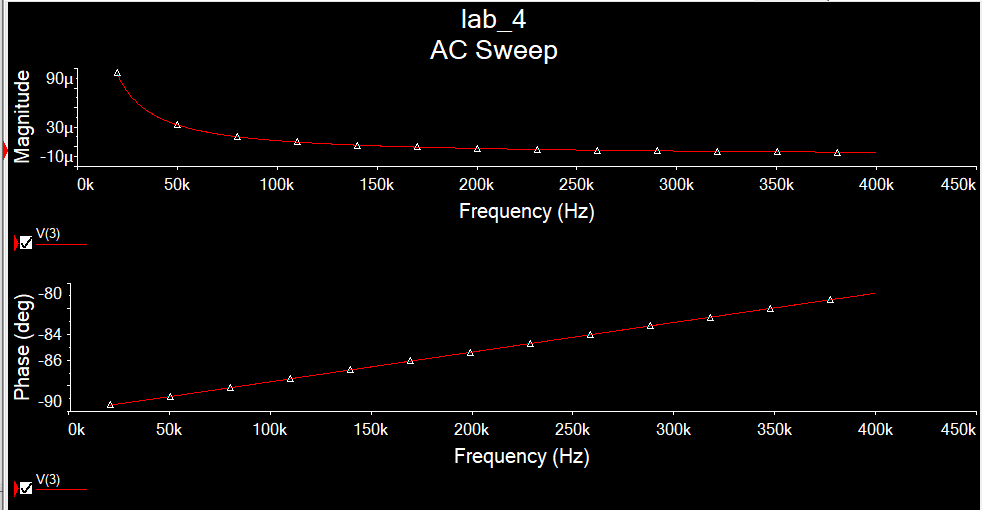 lab_4
AC Sweep
Magnitude
90µ
30µ
-10µ
0k 50k 100k 150k 200k 250k 300k 350k 400k 450k
Frequency (Hz)
V(3)
Phase (deg)
-80
-84
-86
-90
0k 50k 100k 150k 200k 250k 300k 350k 400k 450k
Frequency (Hz)
V(3)